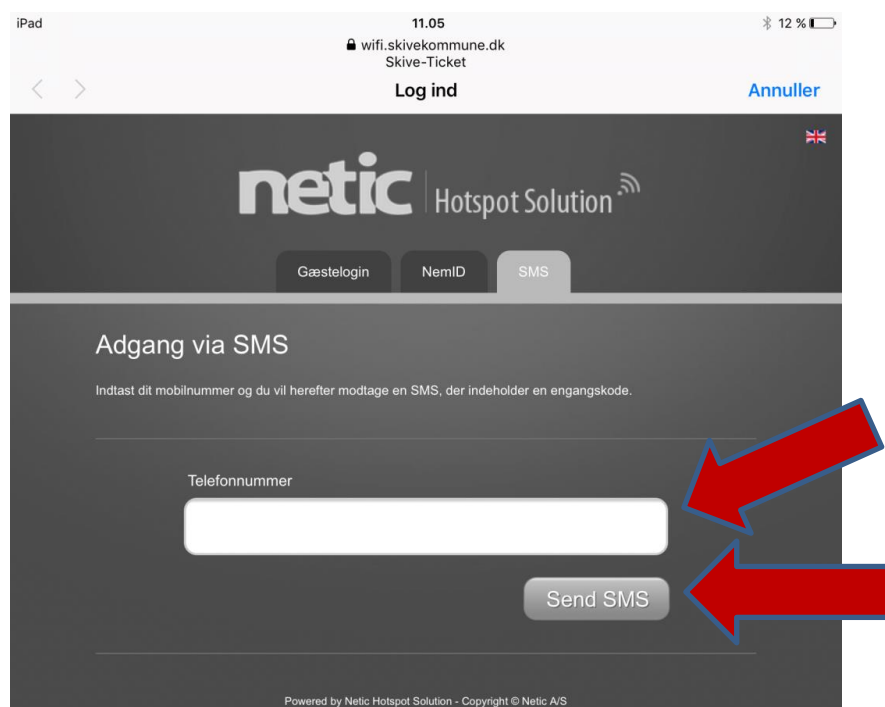 iPad 11.05 12 %
wifi.skivekommune.dk
Skive-Ticket
Log ind Annuller
netic Hotspot Solution
Gæstelogin NemID SMS
Adgang via SMS
Indtast dit mobilnummer og du vil herefter modtage en SMS, der indeholder en engangskode.
Telefonnummer
Send SMS
Powered by Netic Hotspot Solution - Copyright © Netic A/S